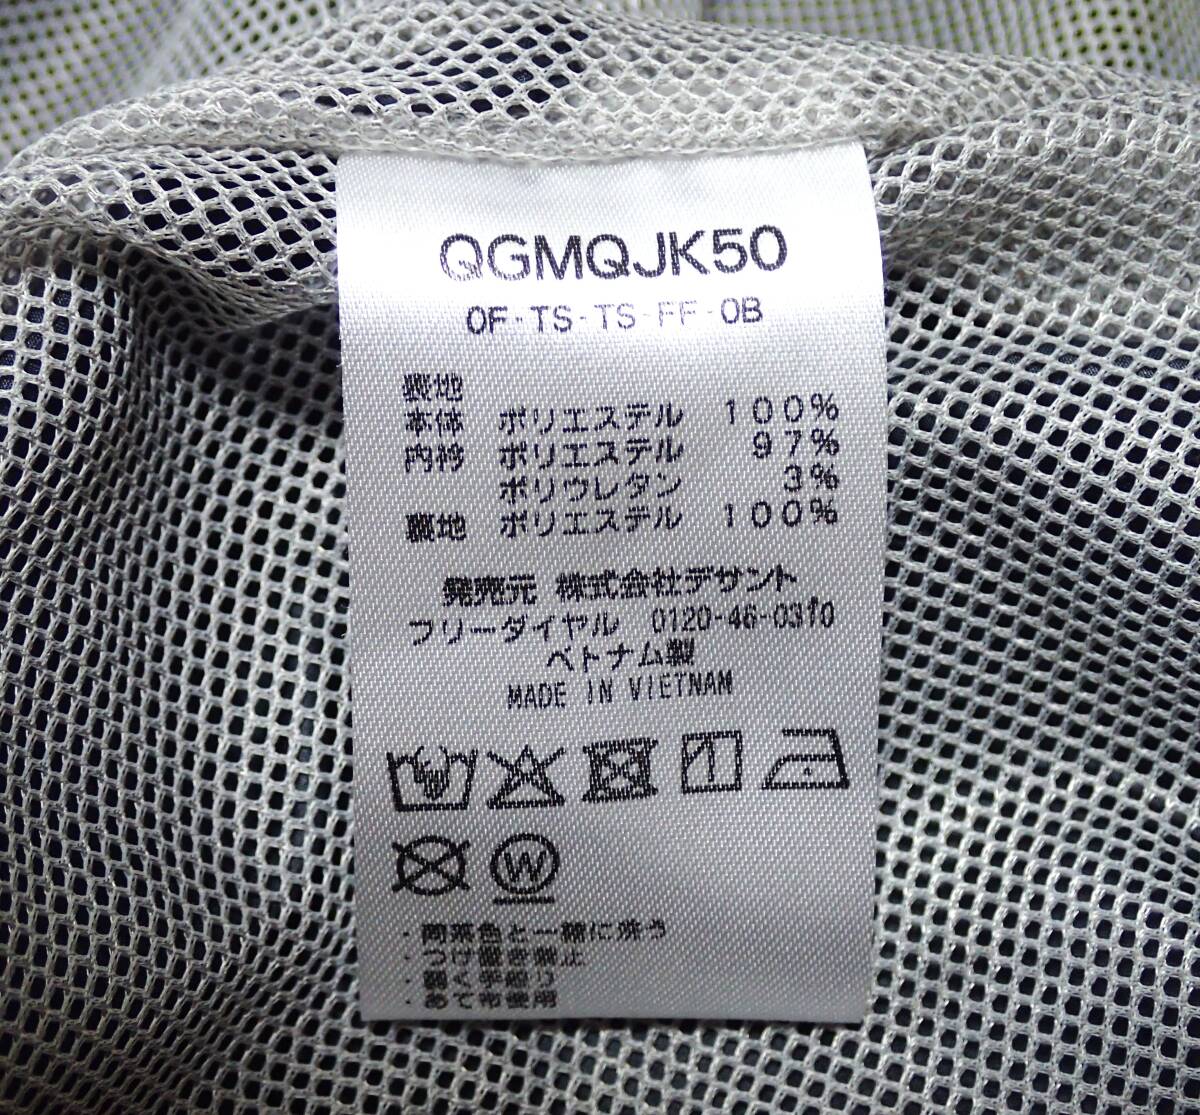 QGMQJK50
0F-TS-TS-FF-0B
表地
本体 ポリエステル 100%
内衿 ポリエステル 97%
ポリウレタン 3%
裏地 ポリエステル 100%
発売元 株式会社デサント
フリーダイヤル 0120-46-0310
ベトナム製
MADE IN VIETNAM
W
・同系色と一緒に洗う
・つけ置き禁止
・軽く手絞り
・あて布使用